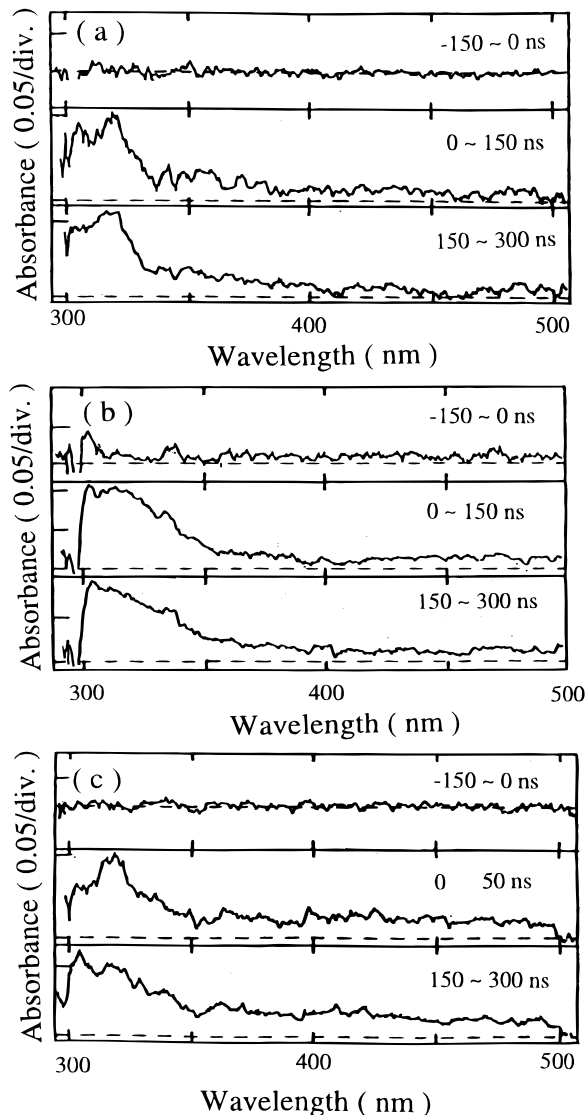 ( a )
-150 ~ 0 ns
0 ~ 150 ns
150 ~ 300 ns
Absorbance ( 0.05/div. )
300 400 500
Wavelength ( nm )
( b )
-150 ~ 0 ns
0 ~ 150 ns
150 ~ 300 ns
Absorbance ( 0.05/div. )
300 400 500
Wavelength ( nm )
( c )
-150 ~ 0 ns
0 50 ns
150 ~ 300 ns
Absorbance ( 0.05/div. )
300 400 500
Wavelength ( nm )